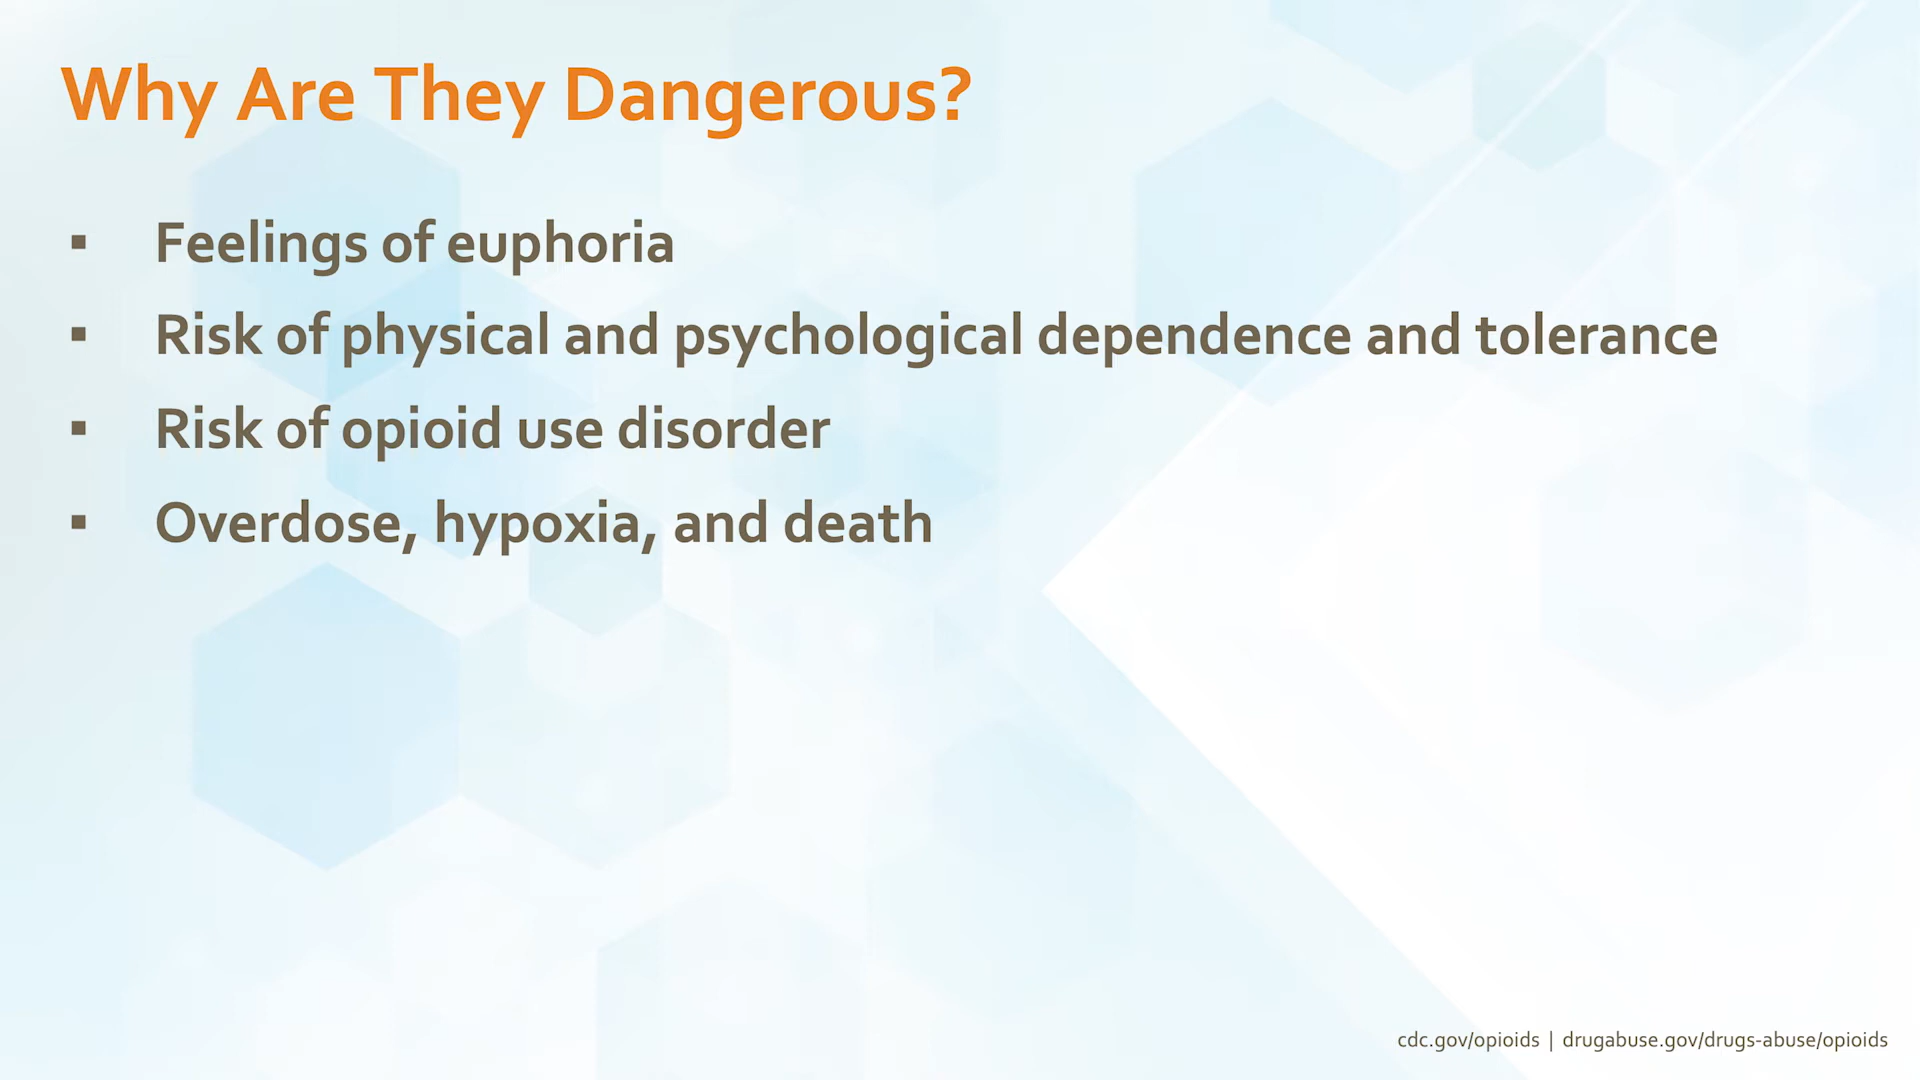 Why Are They Dangerous?
▪ Feelings of euphoria
▪ Risk of physical and psychological dependence and tolerance
▪ Risk of opioid use disorder
▪ Overdose, hypoxia, and death
cdc.gov/opioids | drugabuse.gov/drugs-abuse/opioids